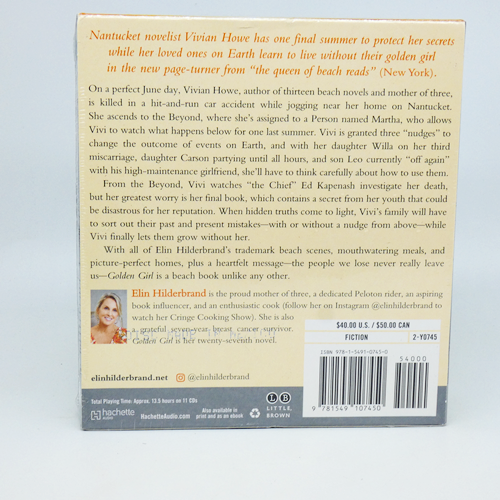 Nantucket novelist Vivian Howe has one final summer to protect her secrets
while her loved ones on Earth learn to live without their golden girl
in the new page-turner from “the queen of beach reads” (New York).
On a perfect June day, Vivian Howe, author of thirteen beach novels and mother of three,
is killed in a hit-and-run car accident while jogging near her home on Nantucket.
She ascends to the Beyond, where she's assigned to a Person named Martha, who allows
Vivi to watch what happens below for one last summer. Vivi is granted three “nudges” to
change the outcome of events on Earth, and with her daughter Willa on her third
miscarriage, daughter Carson partying until all hours, and son Leo currently “off again”
with his high-maintenance girlfriend, she'll have to think carefully about how to use them.
From the Beyond, Vivi watches “the Chief” Ed Kapenash investigate her death,
but her greatest worry is her final book, which contains a secret from her youth that could
be disastrous for her reputation. When hidden truths come to light, Vivi's family will
have to sort out their past and present mistakes—with or without a nudge from above—while
Vivi finally lets them grow without her.
With all of Elin Hilderbrand's trademark beach scenes, mouthwatering meals, and
picture-perfect homes, plus a heartfelt message—the people we lose never really leave
us—Golden Girl is a beach book unlike any other.
Elin Hilderbrand is the proud mother of three, a dedicated Peloton rider, an aspiring
book influencer, and an enthusiastic cook (follow her on Instagram @elinhilderbrand to
watch her Cringe Cooking Show). She is also
a grateful seven-year breast cancer survivor.
Golden Girl is her twenty-seventh novel.
elinhilderbrand.net @elinhilderbrand
$40.00 U.S. / $50.00 CAN
FICTION 2-Y0745
ISBN 978-1-5491-0745-0
54000
9 781549 107450
Total Playing Time: Approx. 13.5 hours on 11 CDs
hachette
AUDIO
HachetteAudio.com
Also available in
print and as an ebook
L B
LITTLE,
BROWN